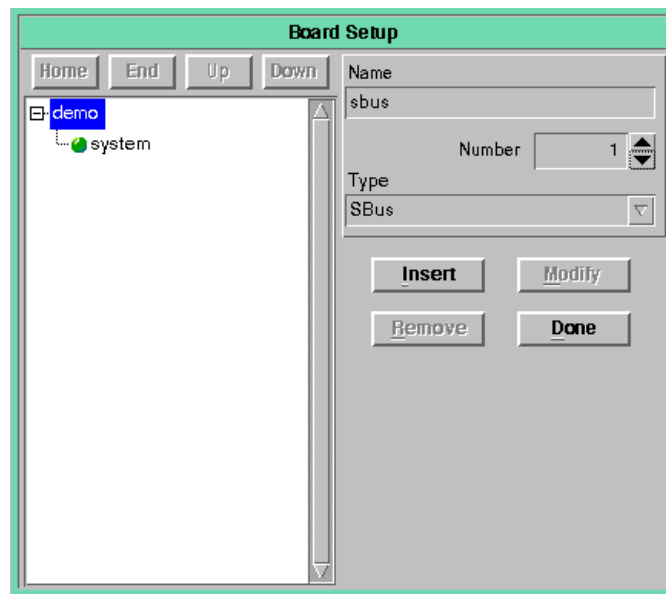 Board Setup
Home End Up Down
demo
system
Name
sbus
Number 1
Type
SBus
Insert Modify
Remove Done